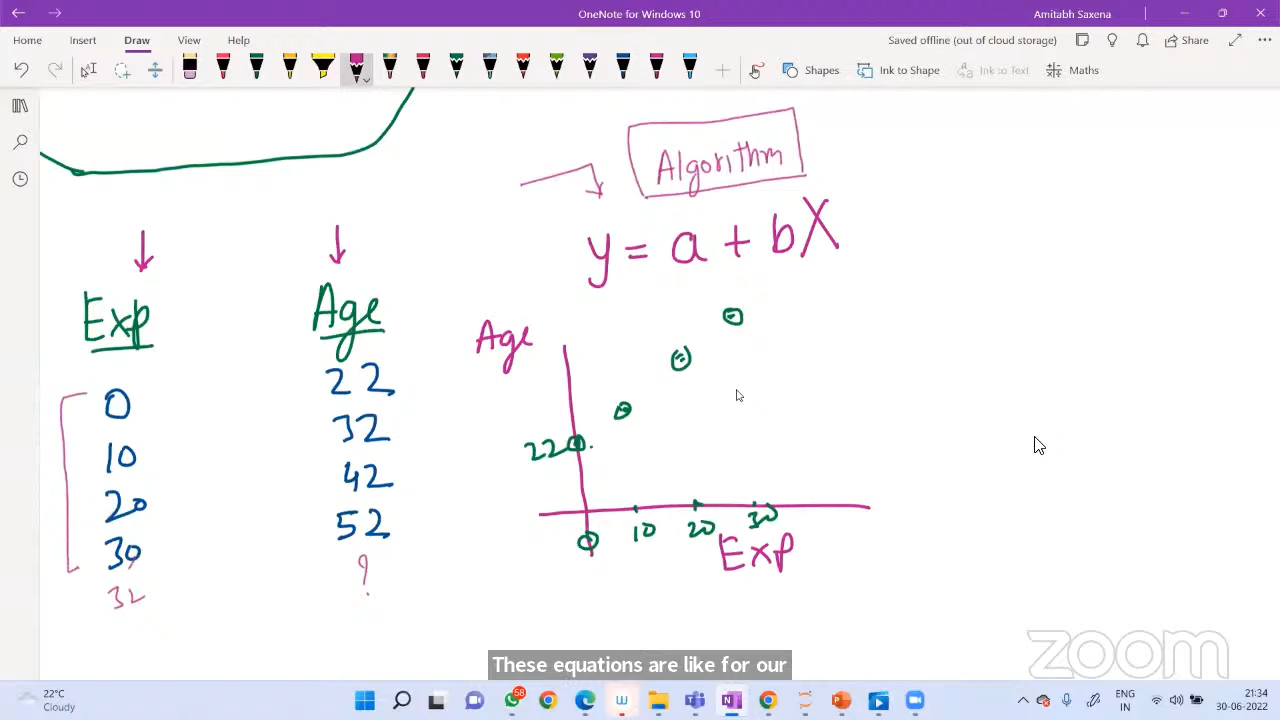 OneNote for Windows 10
Amitabh Saxena
Home Insert Draw View Help
Saved offline (out of cloud storage)
Share
Shapes
Ink to Shape
Ink to Text
Maths
Algorithm
y = a + bX
Exp Age
0 22
10 32
20 42
30 52
32 ?
Age
22
0 10 20 30
Exp
zoom
These equations are like for our
22°C
Cloudy
58
ENG
IN
21:34
30-06-2022